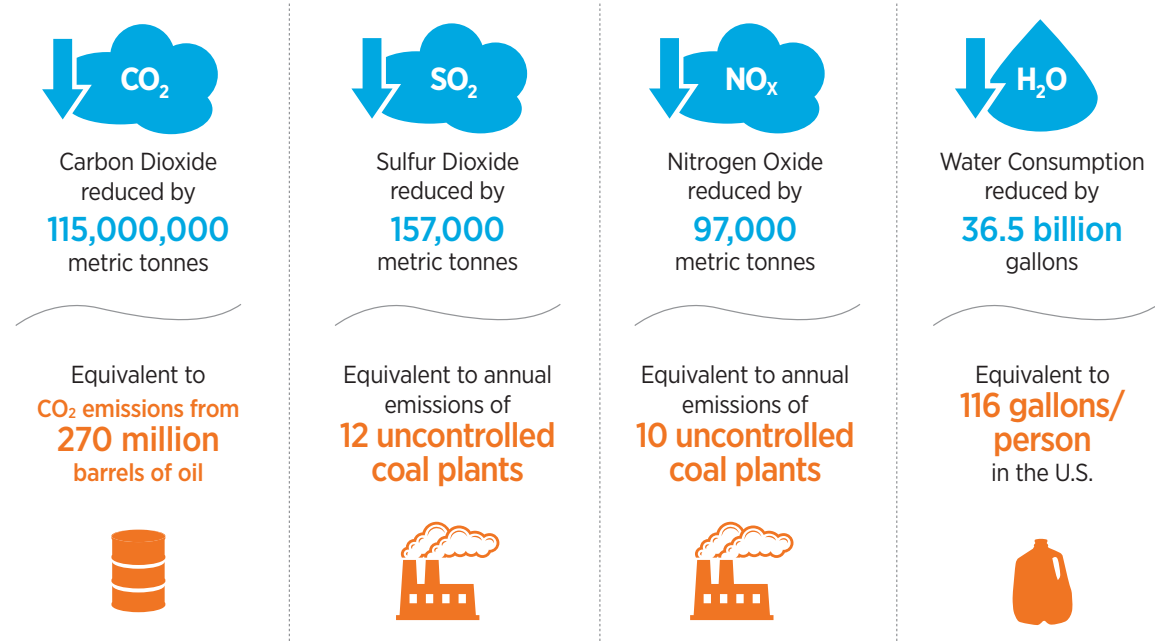 CO₂
Carbon Dioxide
reduced by
115,000,000
metric tonnes
Equivalent to
CO₂ emissions from
270 million
barrels of oil
SO₂
Sulfur Dioxide
reduced by
157,000
metric tonnes
Equivalent to annual
emissions of
12 uncontrolled
coal plants
NOₓ
Nitrogen Oxide
reduced by
97,000
metric tonnes
Equivalent to annual
emissions of
10 uncontrolled
coal plants
H₂O
Water Consumption
reduced by
36.5 billion
gallons
Equivalent to
116 gallons/
person
in the U.S.